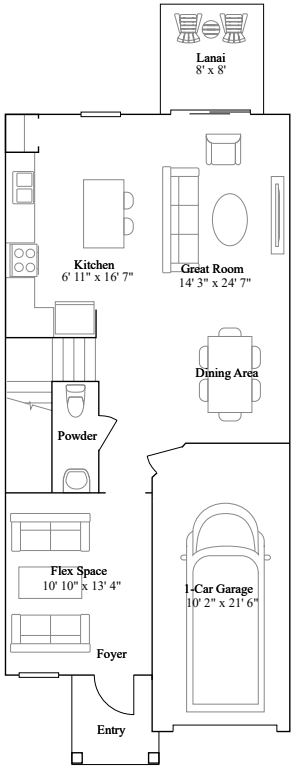 Lanai
8' x 8'
Kitchen
6' 11" x 16' 7"
Great Room
14' 3" x 24' 7"
Dining Area
Powder
Flex Space
10' 10" x 13' 4"
1-Car Garage
10' 2" x 21' 6"
Foyer
Entry